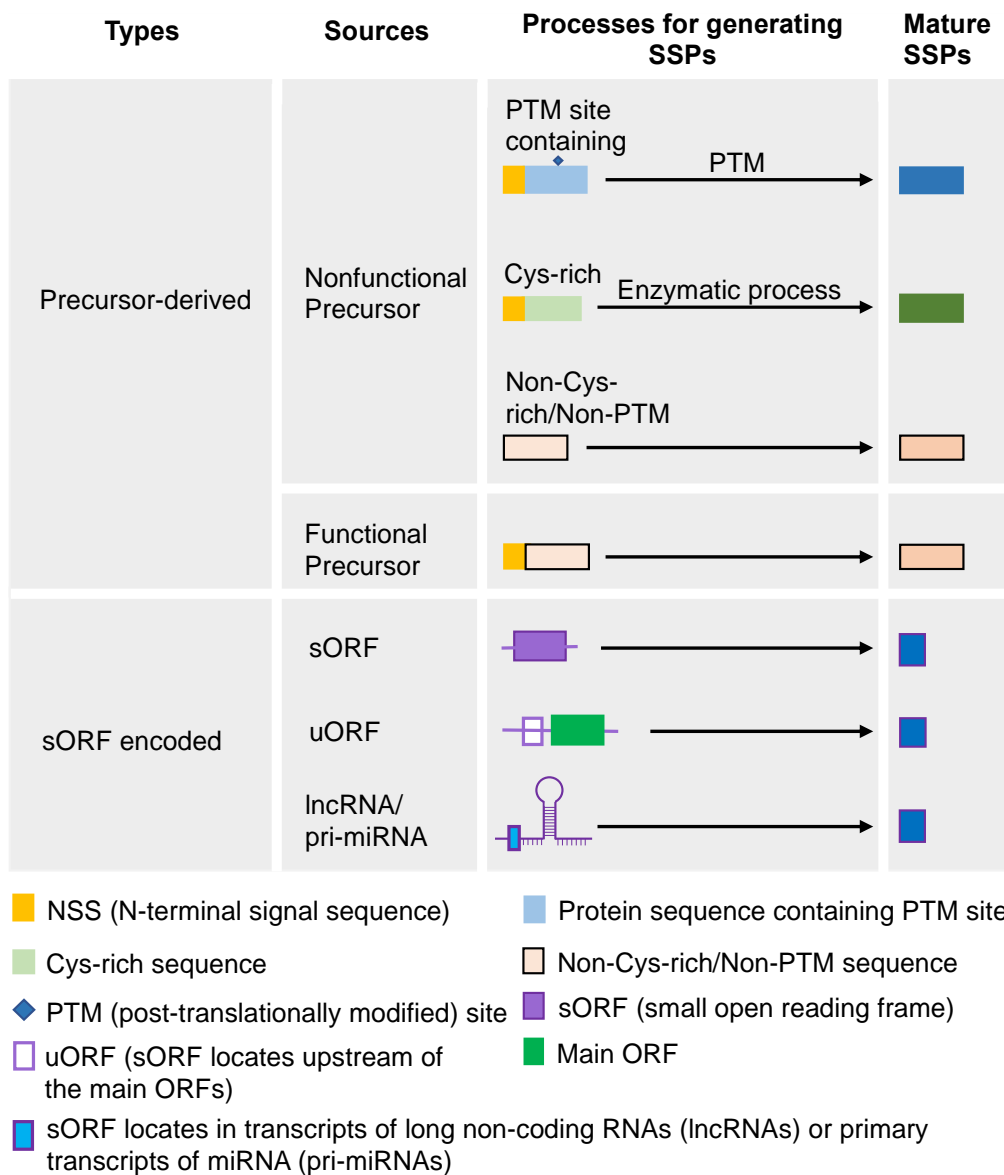 Types
Sources
Processes for generating
SSPs
Mature
SSPs
Precursor-derived
Nonfunctional
Precursor
PTM site
containing
PTM
Cys-rich
Enzymatic process
Non-Cys-
rich/Non-PTM
Functional
Precursor
sORF encoded
sORF
uORF
lncRNA/
pri-miRNA
NSS (N-terminal signal sequence)
Protein sequence containing PTM site
Cys-rich sequence
Non-Cys-rich/Non-PTM sequence
PTM (post-translationally modified) site
sORF (small open reading frame)
uORF (sORF locates upstream of
the main ORFs)
Main ORF
sORF locates in transcripts of long non-coding RNAs (lncRNAs) or primary
transcripts of miRNA (pri-miRNAs)